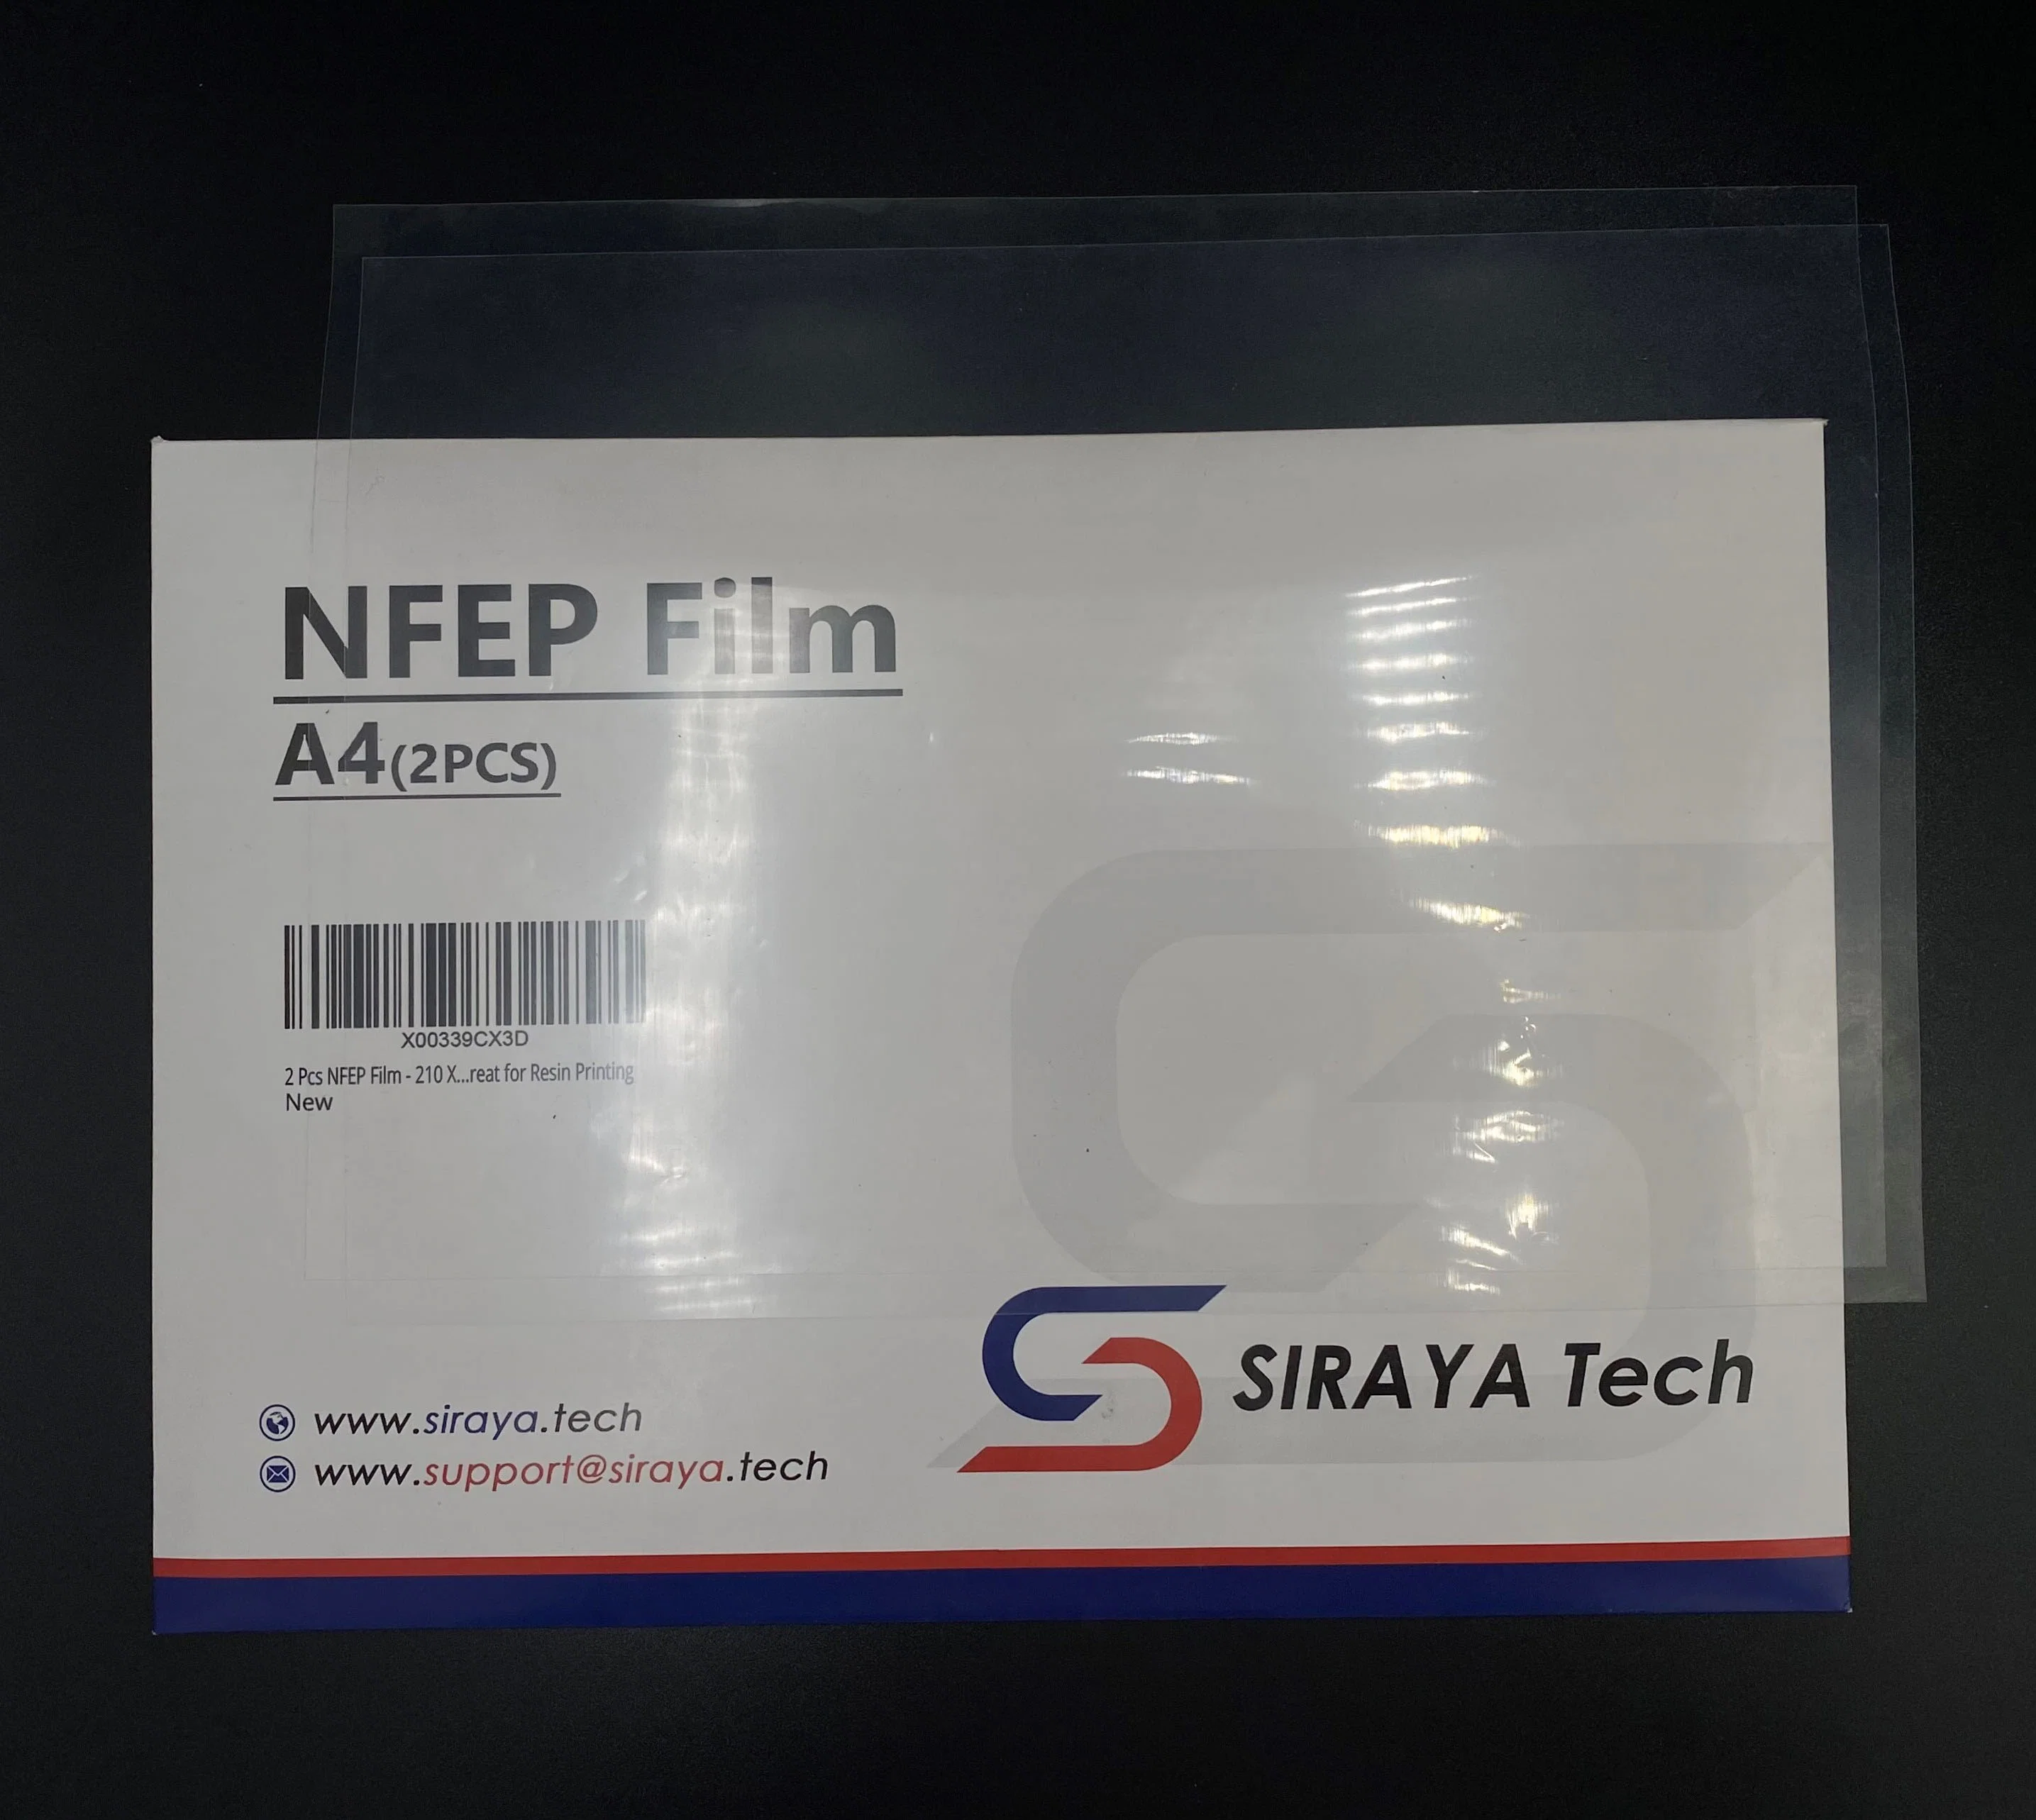 NFEP Film
A4(2PCS)
X00339CX3D
2 Pcs NFEP Film - 210 X...reat for Resin Printing
New
SIRAYA Tech
www.siraya.tech
www.support@siraya.tech